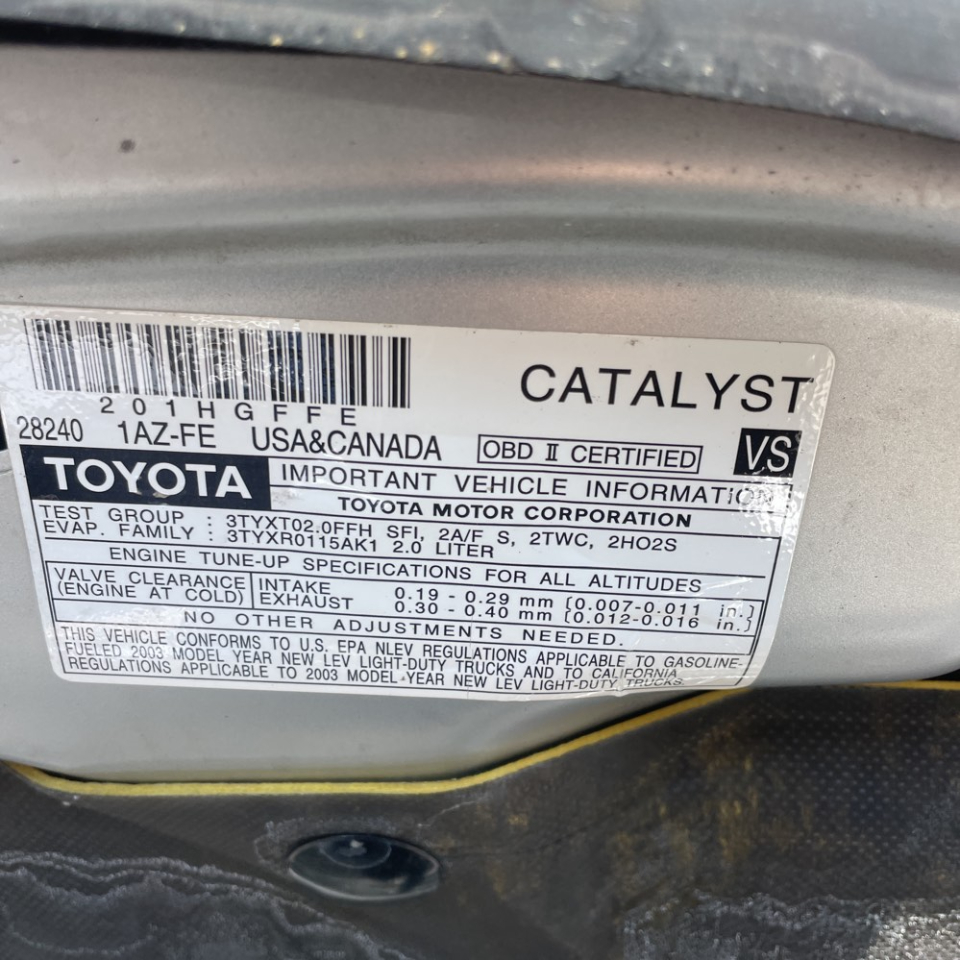 201HGFFE
CATALYST
28240 1AZ-FE USA&CANADA OBD II CERTIFIED VS
TOYOTA IMPORTANT VEHICLE INFORMATION
TOYOTA MOTOR CORPORATION
TEST GROUP : 3TYXT02.0FFH SFI, 2A/F S, 2TWC, 2HO2S
EVAP. FAMILY : 3TYXR0115AK1 2.0 LITER
ENGINE TUNE-UP SPECIFICATIONS FOR ALL ALTITUDES
VALVE CLEARANCE INTAKE 0.19 - 0.29 mm [0.007-0.011 in.]
(ENGINE AT COLD) EXHAUST 0.30 - 0.40 mm [0.012-0.016 in.]
NO OTHER ADJUSTMENTS NEEDED.
THIS VEHICLE CONFORMS TO U.S. EPA NLEV REGULATIONS APPLICABLE TO GASOLINE-
FUELED 2003 MODEL YEAR NEW LEV LIGHT-DUTY TRUCKS AND TO CALIFORNIA
REGULATIONS APPLICABLE TO 2003 MODEL YEAR NEW LEV LIGHT-DUTY TRUCKS.